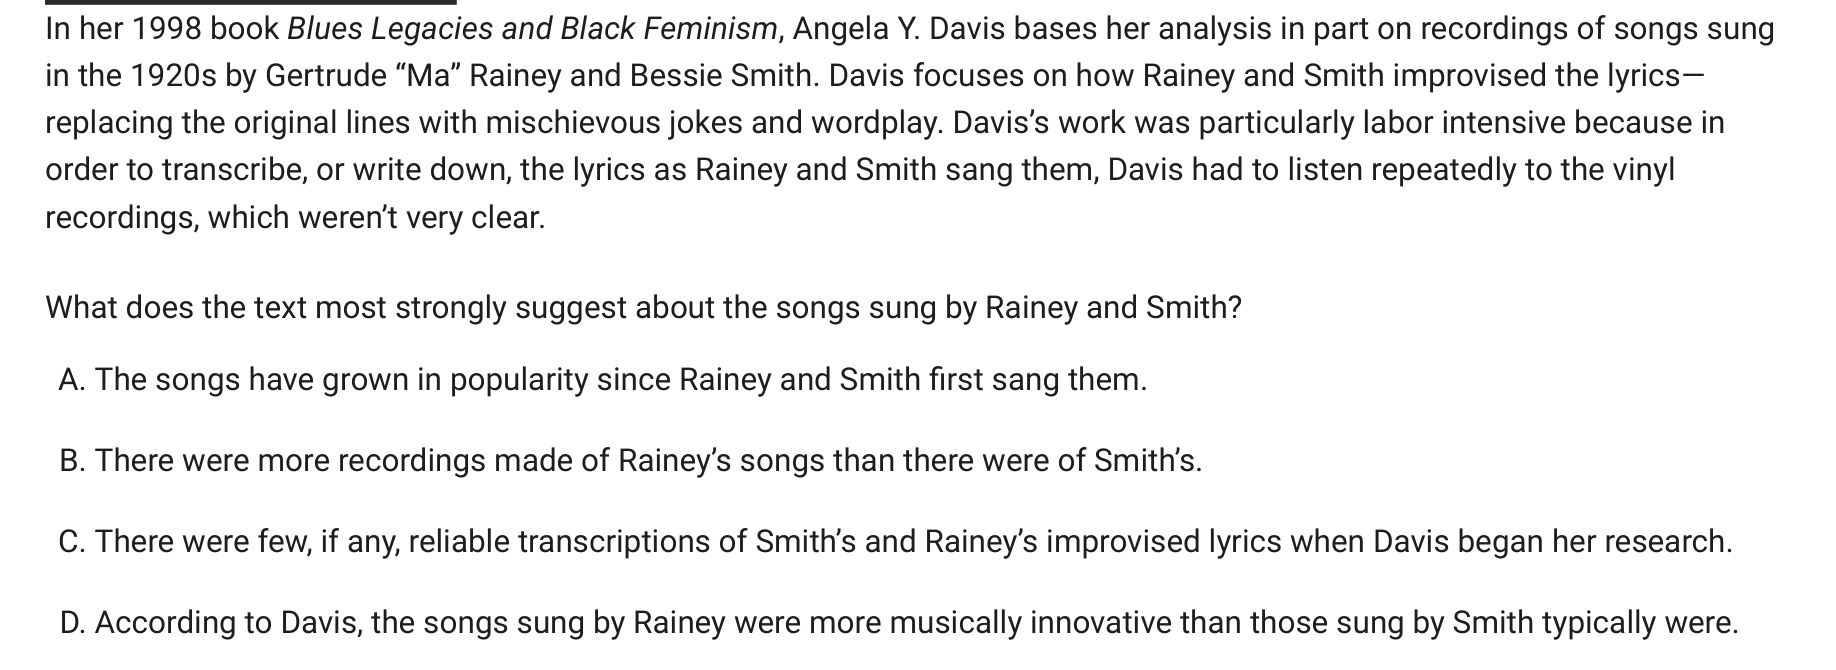 In her 1998 book Blues Legacies and Black Feminism, Angela Y. Davis bases her analysis in part on recordings of songs sung
in the 1920s by Gertrude “Ma” Rainey and Bessie Smith. Davis focuses on how Rainey and Smith improvised the lyrics—
replacing the original lines with mischievous jokes and wordplay. Davis’s work was particularly labor intensive because in
order to transcribe, or write down, the lyrics as Rainey and Smith sang them, Davis had to listen repeatedly to the vinyl
recordings, which weren’t very clear.
What does the text most strongly suggest about the songs sung by Rainey and Smith?
A. The songs have grown in popularity since Rainey and Smith first sang them.
B. There were more recordings made of Rainey’s songs than there were of Smith’s.
C. There were few, if any, reliable transcriptions of Smith’s and Rainey’s improvised lyrics when Davis began her research.
D. According to Davis, the songs sung by Rainey were more musically innovative than those sung by Smith typically were.